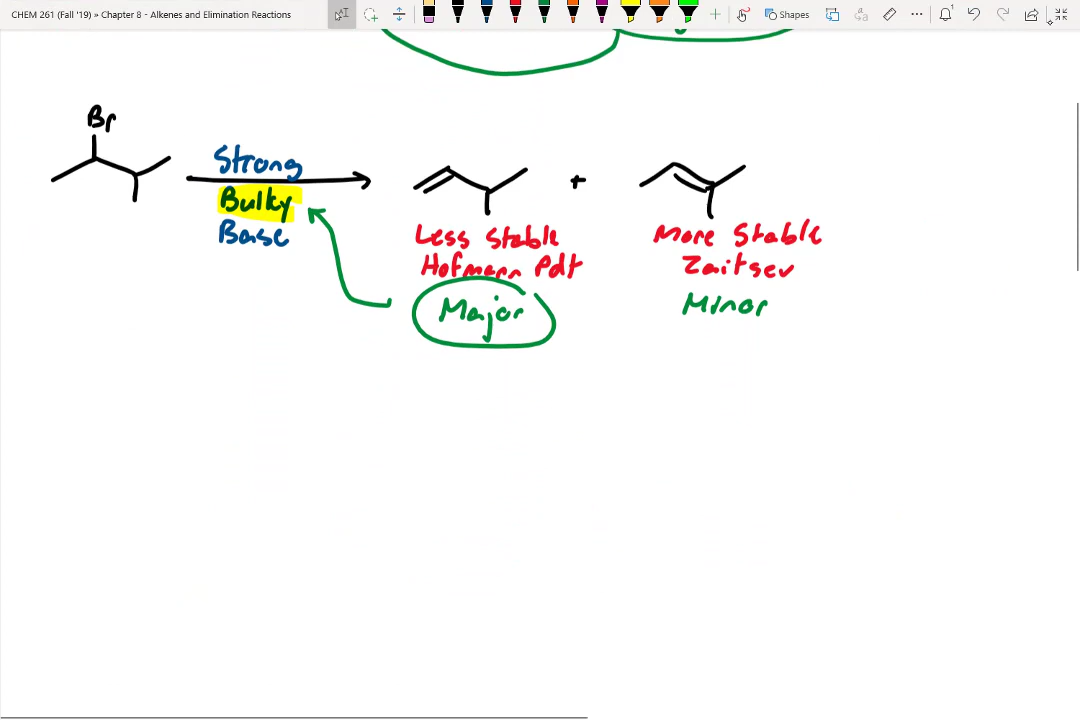 CHEM 261 (Fall '19) » Chapter 8 - Alkenes and Elimination Reactions
Shapes
Br
Strong
Bulky
Base
+
Less Stable
Hofmann Pdt
Major
More Stable
Zaitsev
Minor